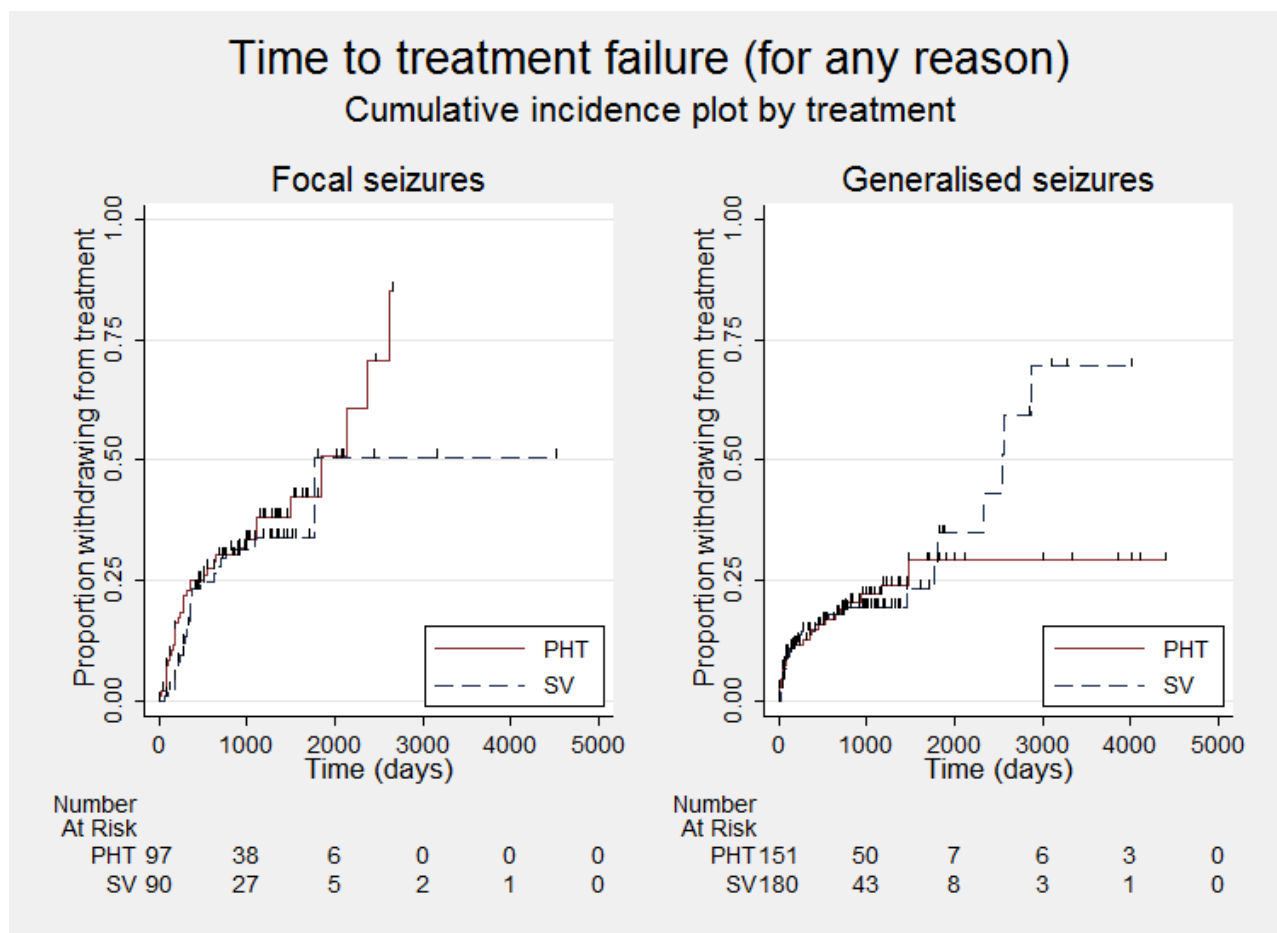 Time to treatment failure (for any reason)
Cumulative incidence plot by treatment
Focal seizures
Proportion withdrawing from treatment
1.00
0.75
0.50
0.25
0.00
PHT
SV
0 1000 2000 3000 4000 5000
Time (days)
Number
At Risk
PHT 97 38 6 0 0 0
SV 90 27 5 2 1 0
Generalised seizures
Proportion withdrawing from treatment
1.00
0.75
0.50
0.25
0.00
PHT
SV
0 1000 2000 3000 4000 5000
Time (days)
Number
At Risk
PHT151 50 7 6 3 0
SV180 43 8 3 1 0